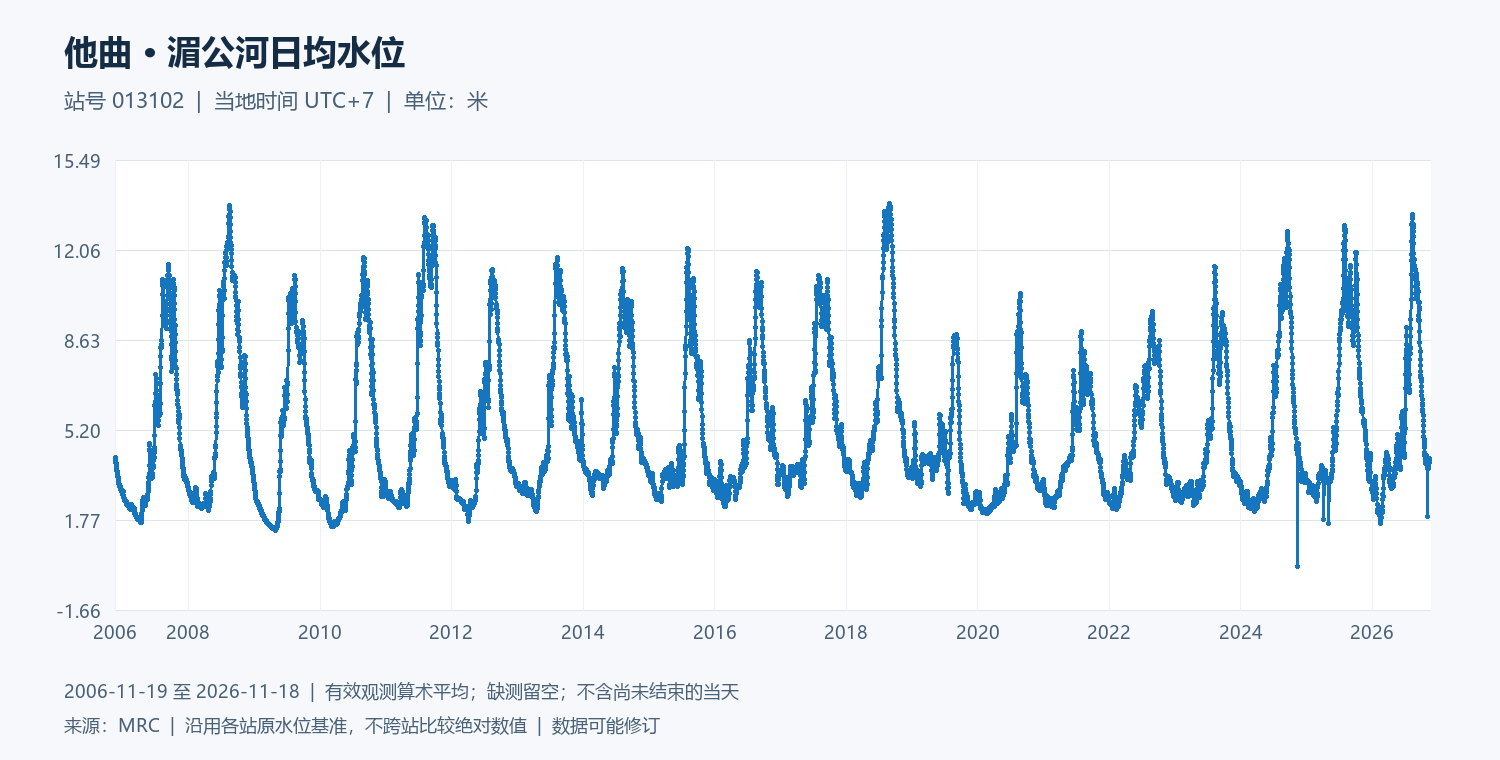 他曲·湄公河日均水位
站号 013102 | 当地时间 UTC+7 | 单位：米
15.49
12.06
8.63
5.20
1.77
-1.66
2006 2008 2010 2012 2014 2016 2018 2020 2022 2024 2026
2006-11-19 至 2026-11-18 | 有效观测算术平均；缺测留空；不含尚未结束的当天
来源：MRC | 沿用各站原水位基准，不跨站比较绝对数值 | 数据可能修订